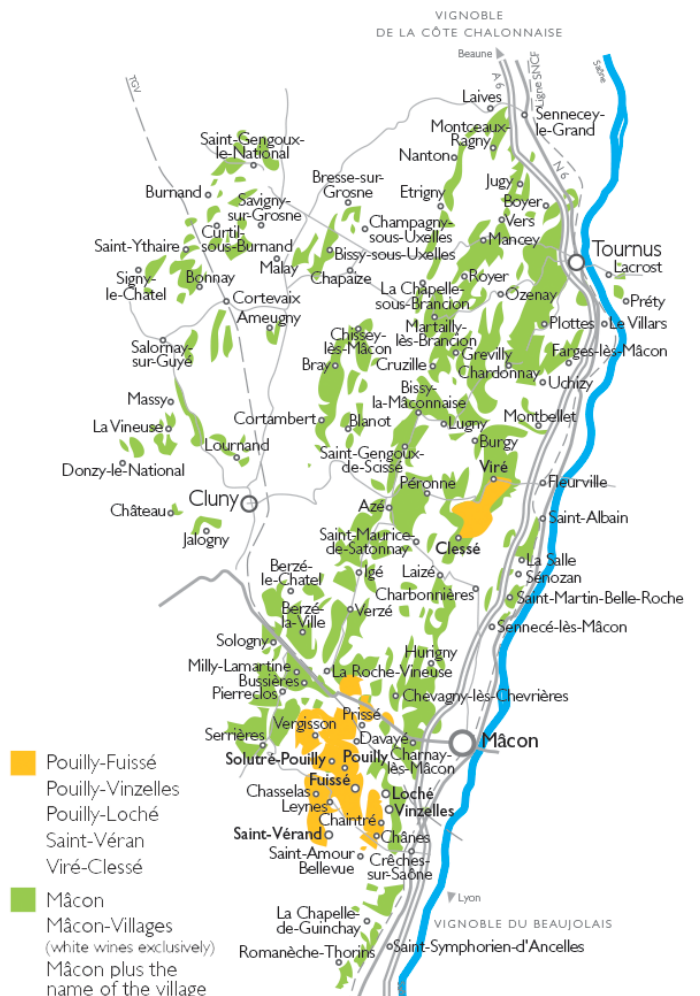 VIGNOBLE
DE LA CÔTE CHALONNAISE
Beaune
A 6
Ligne SNCF
Saône
TGV
Laives
Sennecey-
le-Grand
Montceaux-
Ragny
Nanton
N 6
Saint-Gengoux-
le-National
Bresse-sur-
Grosne
Jugy
Burnand
Savigny-
sur-Grosne
Etrigny
Boyer
Champagny-
sous-Uxelles
Vers
Curtil-
sous-Burnand
Saint-Ythaire
Bissy-sous-Uxelles
Mancey
Tournus
Malay
Chapaize
Lacrost
Signy-
le-Chatel
Bonnay
Royer
La Chapelle-
sous-Brancion
Ozenay
Préty
Cortevaix
Ameugny
Chissey-
lès-Mâcon
Martailly-
lès-Brancion
Plottes
Le Villars
Salornay-
sur-Guye
Grevilly
Farges-lès-Mâcon
Bray
Cruzille
Chardonnay
Uchizy
Massy
Bissy-
la-Mâconnaise
Cortambert
Blanot
Lugny
Montbellet
La Vineuse
Lournand
Burgy
Saint-Gengoux-
de-Scissé
Donzy-le-National
Viré
Péronne
Fleurville
Cluny
Azé
Château
Saint-Albain
Jalogny
Saint-Maurice-
de-Satonnay
Clessé
La Salle
Berzé-
le-Chatel
Igé
Laizé
Sénozan
Charbonnières
Saint-Martin-Belle-Roche
Berzé-
la-Ville
Verzé
Sennecé-lès-Mâcon
Sologny
Hurigny
Milly-Lamartine
La Roche-Vineuse
Bussières
Pierreclos
Chevagny-lès-Chevrières
Prissé
Vergisson
Serrières
Davayé
Mâcon
Charnay-
lès-Mâcon
Solutré-Pouilly
Pouilly
Fuissé
Chasselas
Loché
Leynes
Vinzelles
Chaintré
Saint-Vérand
Chânes
Saint-Amour
Bellevue
Crêches-
sur-Saône
Lyon
La Chapelle-
de-Guinchay
VIGNOBLE DU BEAUJOLAIS
Romanèche-Thorins
Saint-Symphorien-d'Ancelles
Pouilly-Fuissé
Pouilly-Vinzelles
Pouilly-Loché
Saint-Véran
Viré-Clessé
Mâcon
Mâcon-Villages
(white wines exclusively)
Mâcon plus the
name of the village